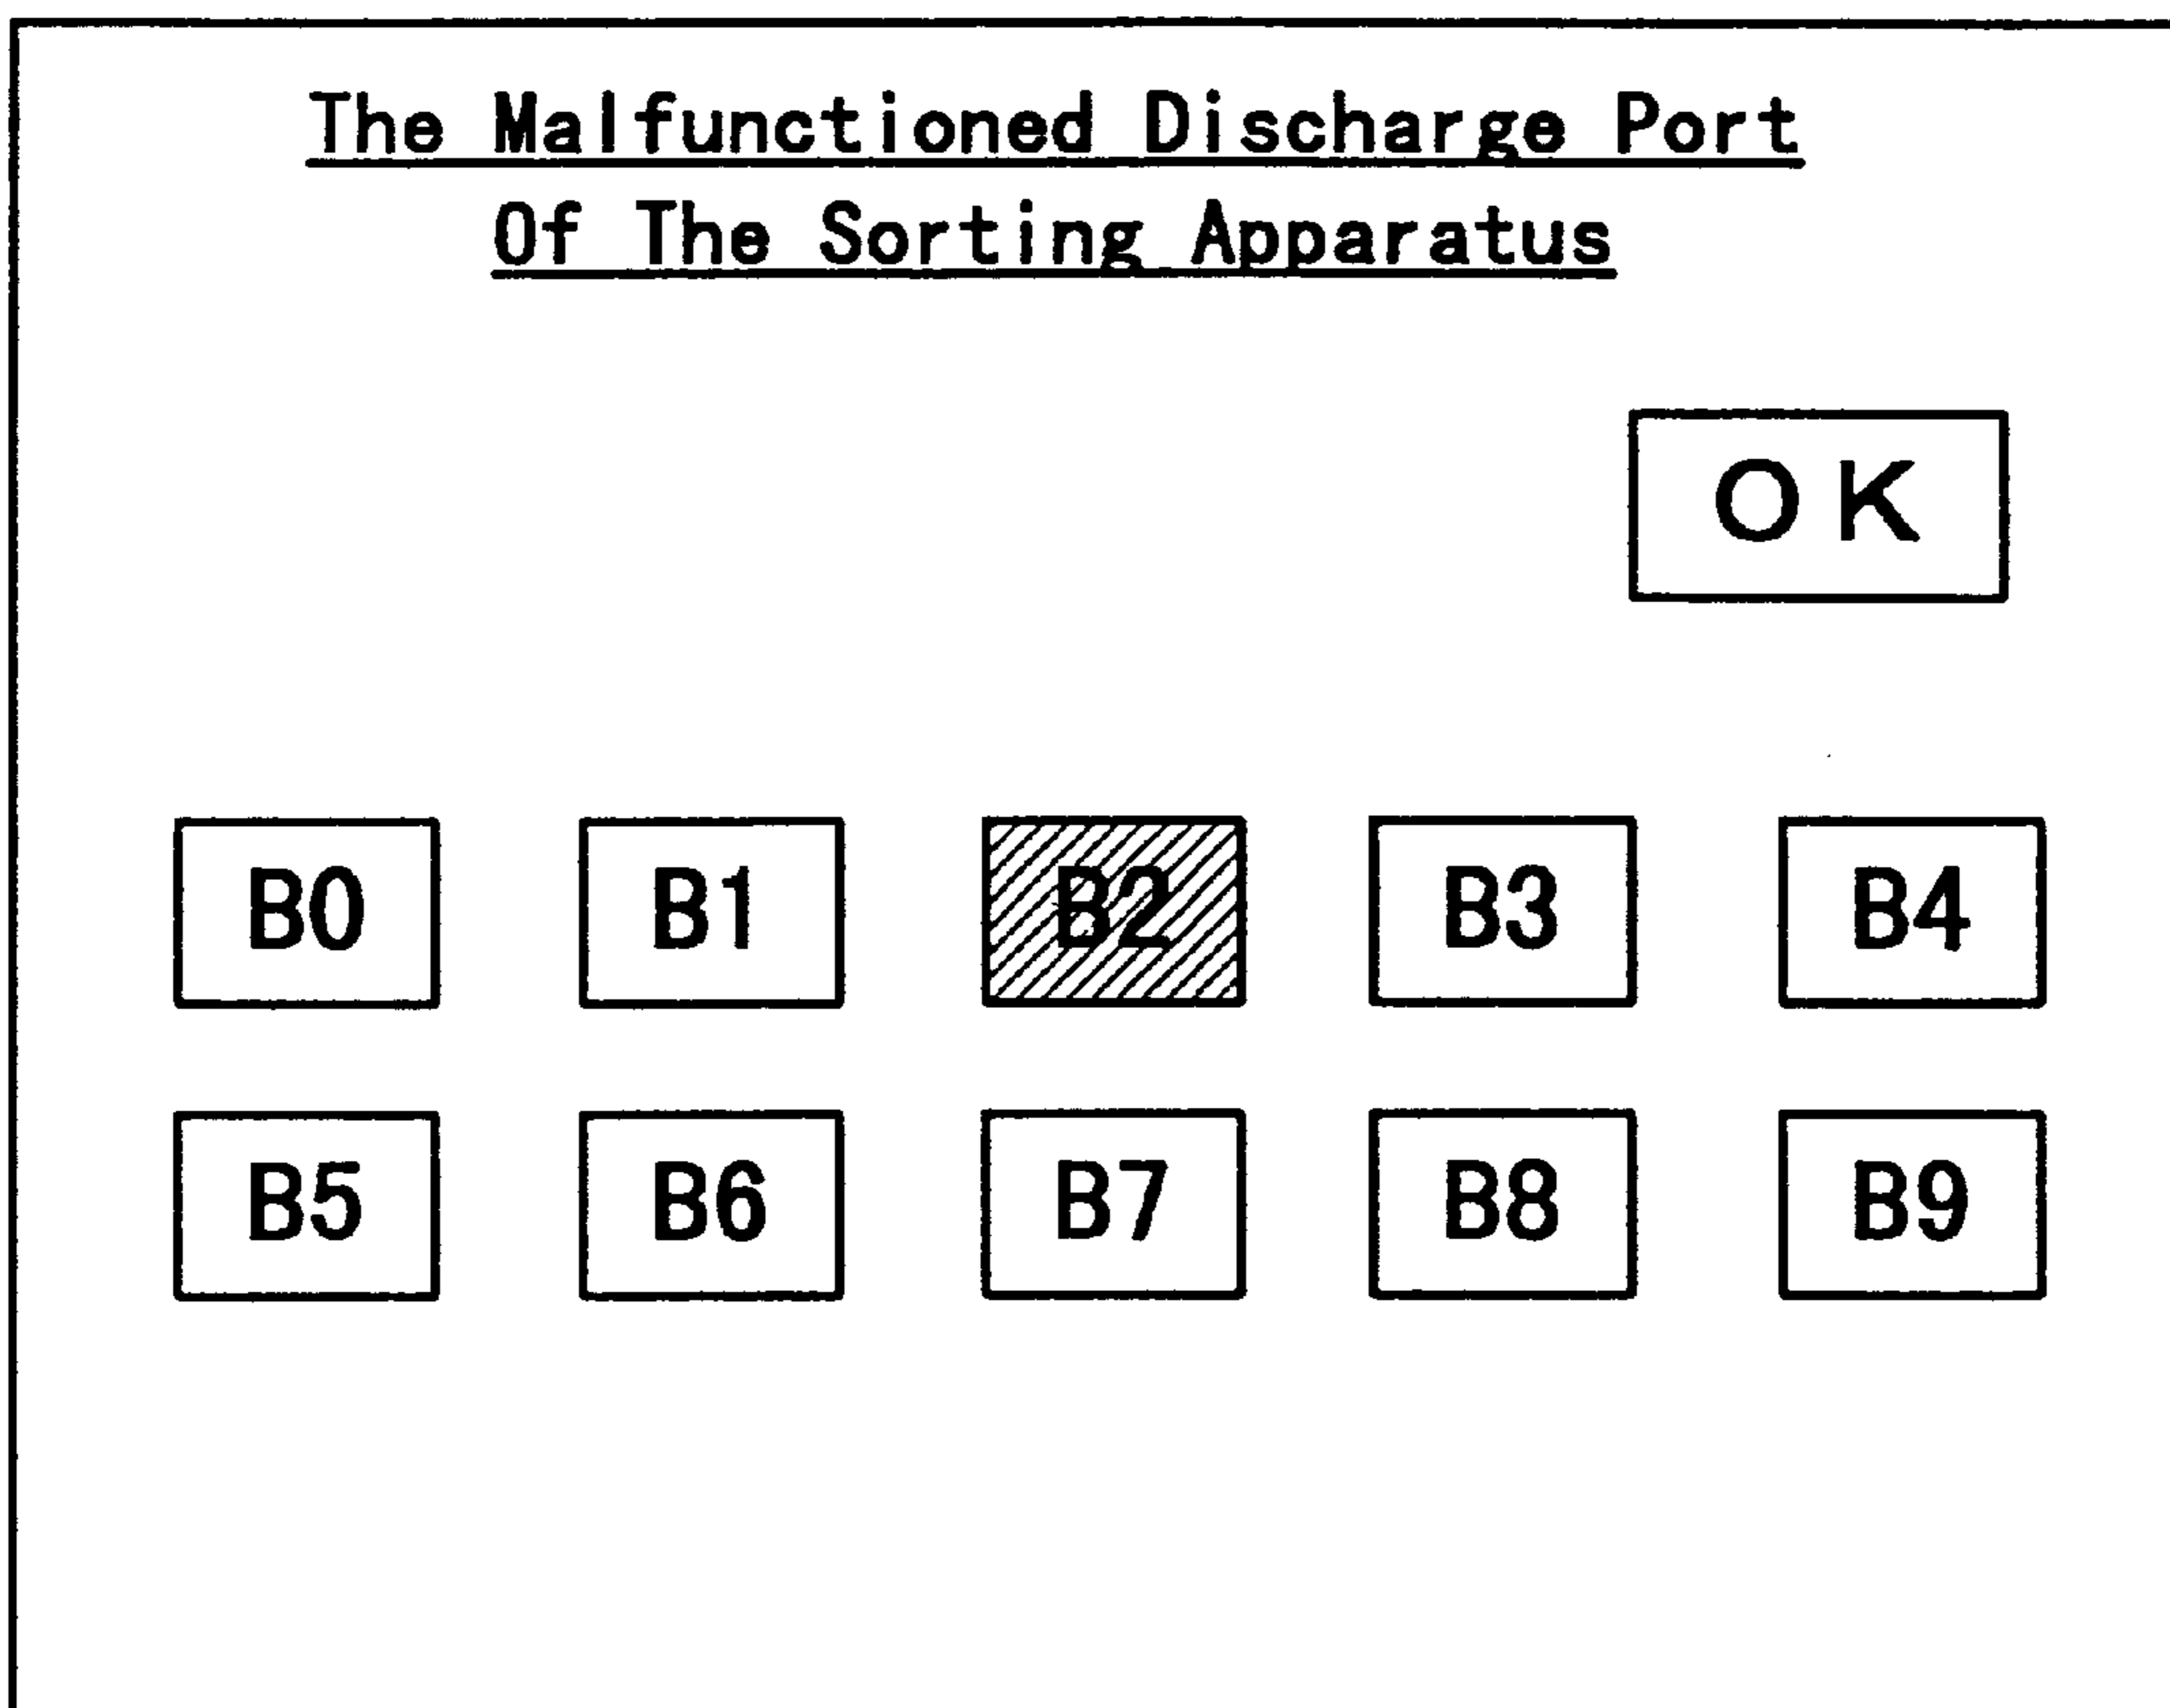 The Malfunctioned Discharge Port
Of The Sorting Apparatus
OK
B0 B1 B2 B3 B4
B5 B6 B7 B8 B9